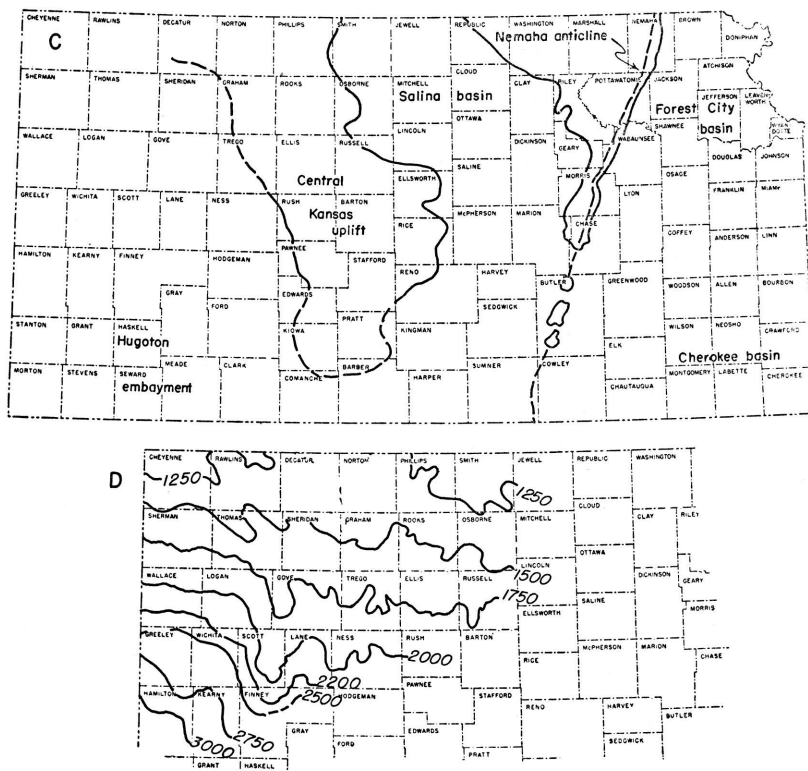 CHEYENNE RAWLINS DECATUR NORTON PHILLIPS SMITH JEWELL REPUBLIC WASHINGTON MARSHALL NEMAHA BROWN
DONIPHAN
C
Nemaha anticline
ATCHISON
SHERMAN THOMAS SHERIDAN GRAHAM ROOKS OSBORNE MITCHELL CLOUD CLAY RILEY POTTAWATOMIE JACKSON
Salina basin
JEFFERSON LEAVEN
WORTH
Forest City
basin
OTTAWA
LINCOLN
SHAWNEE
WYAN
DOTTE
WALLACE LOGAN GOVE TREGO ELLIS RUSSELL DICKINSON GEARY WABAUNSEE
DOUGLAS JOHNSON
ELLSWORTH SALINE MORRIS OSAGE
Central
Kansas
uplift
GREELEY WICHITA SCOTT LANE NESS RUSH BARTON
LYON FRANKLIN MIAMI
RICE McPHERSON MARION CHASE
COFFEY ANDERSON LINN
HAMILTON KEARNY FINNEY HODGEMAN PAWNEE STAFFORD
RENO HARVEY BUTLER GREENWOOD WOODSON ALLEN BOURBON
GRAY FORD EDWARDS
SEDGWICK
PRATT
STANTON GRANT HASKELL KIOWA KINGMAN
WILSON NEOSHO CRAWFORD
Hugoton
embayment
ELK
Cherokee basin
MORTON STEVENS SEWARD MEADE CLARK COMANCHE BARBER HARPER SUMNER COWLEY CHAUTAUQUA MONTGOMERY LABETTE CHEROKEE
D
CHEYENNE RAWLINS DECATUR NORTON PHILLIPS SMITH JEWELL REPUBLIC WASHINGTON
1250
1250
SHERMAN THOMAS SHERIDAN GRAHAM ROOKS OSBORNE MITCHELL CLOUD CLAY RILEY
OTTAWA
LINCOLN
1500
WALLACE LOGAN GOVE TREGO ELLIS RUSSELL DICKINSON GEARY
1750
ELLSWORTH SALINE MORRIS
GREELEY WICHITA SCOTT LANE NESS RUSH BARTON
McPHERSON MARION CHASE
2000
RICE
2200
PAWNEE
HAMILTON KEARNY FINNEY HODGEMAN STAFFORD
2500
RENO HARVEY BUTLER
GRAY EDWARDS
2750
3000
FORD SEDGWICK
PRATT
GRANT HASKELL